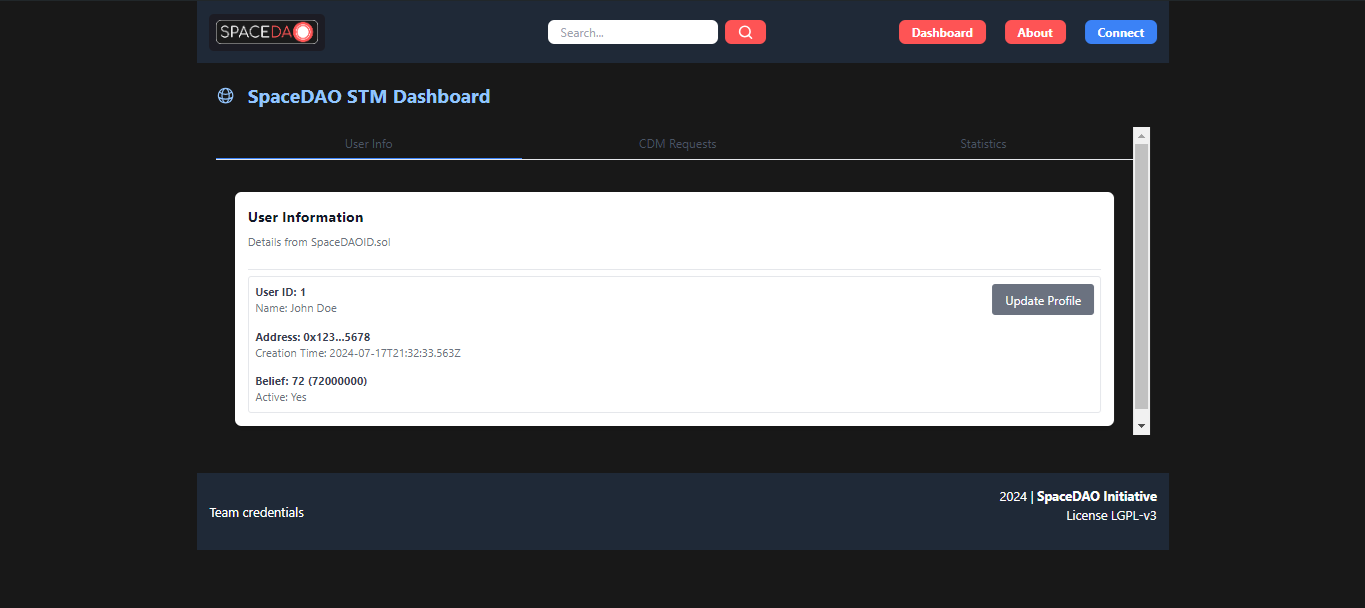 SPACEDAO
Search...
Dashboard
About
Connect
SpaceDAO STM Dashboard
User Info
CDM Requests
Statistics
User Information
Details from SpaceDAOID.sol
User ID: 1
Name: John Doe
Update Profile
Address: 0x123...5678
Creation Time: 2024-07-17T21:32:33.563Z
Belief: 72 (72000000)
Active: Yes
Team credentials
2024 | SpaceDAO Initiative
License LGPL-v3